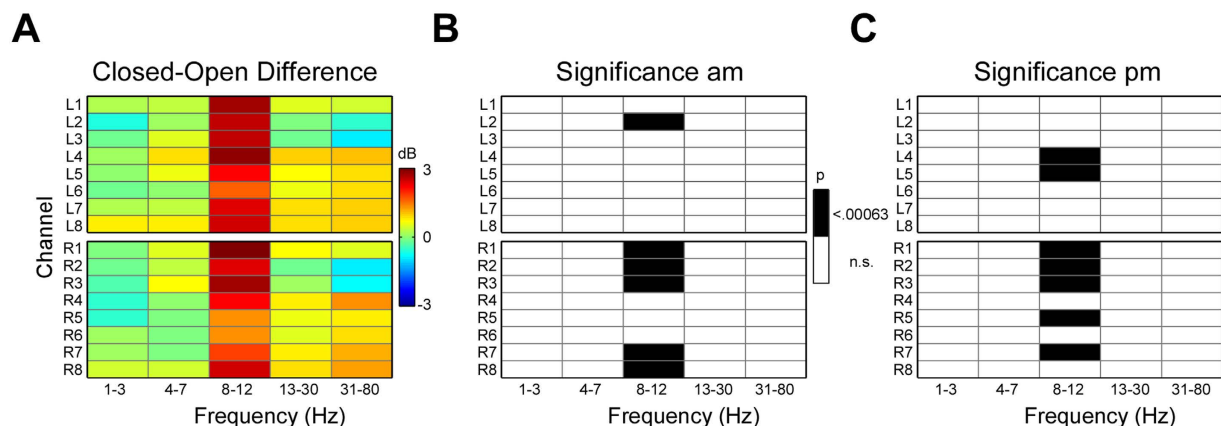 A
Closed-Open Difference
Channel
L1
L2
L3
L4
L5
L6
L7
L8
R1
R2
R3
R4
R5
R6
R7
R8
1-3 4-7 8-12 13-30 31-80
Frequency (Hz)
dB
3
0
-3
B
Significance am
L1
L2
L3
L4
L5
L6
L7
L8
R1
R2
R3
R4
R5
R6
R7
R8
1-3 4-7 8-12 13-30 31-80
Frequency (Hz)
p
<.00063
n.s.
C
Significance pm
L1
L2
L3
L4
L5
L6
L7
L8
R1
R2
R3
R4
R5
R6
R7
R8
1-3 4-7 8-12 13-30 31-80
Frequency (Hz)